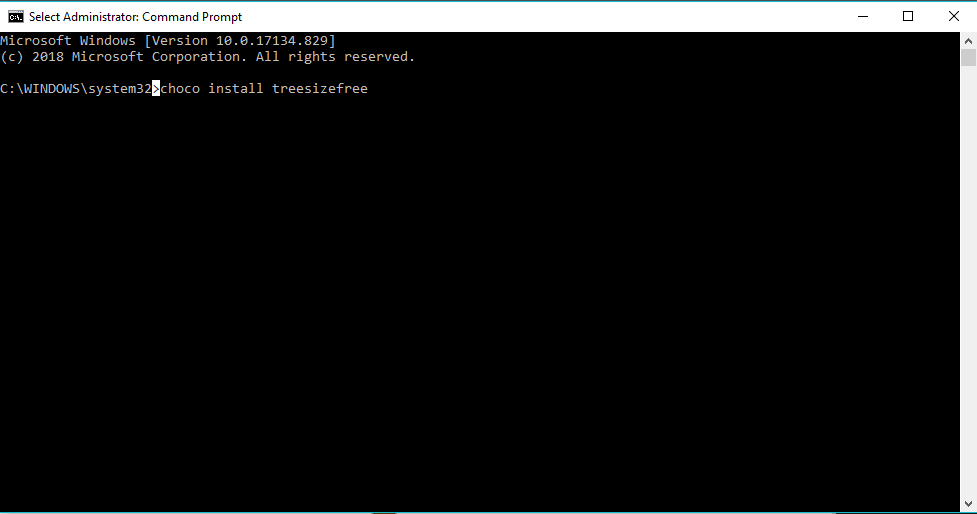 Select Administrator: Command Prompt
Microsoft Windows [Version 10.0.17134.829]
(c) 2018 Microsoft Corporation. All rights reserved.
C:\WINDOWS\system32>choco install treesizefree